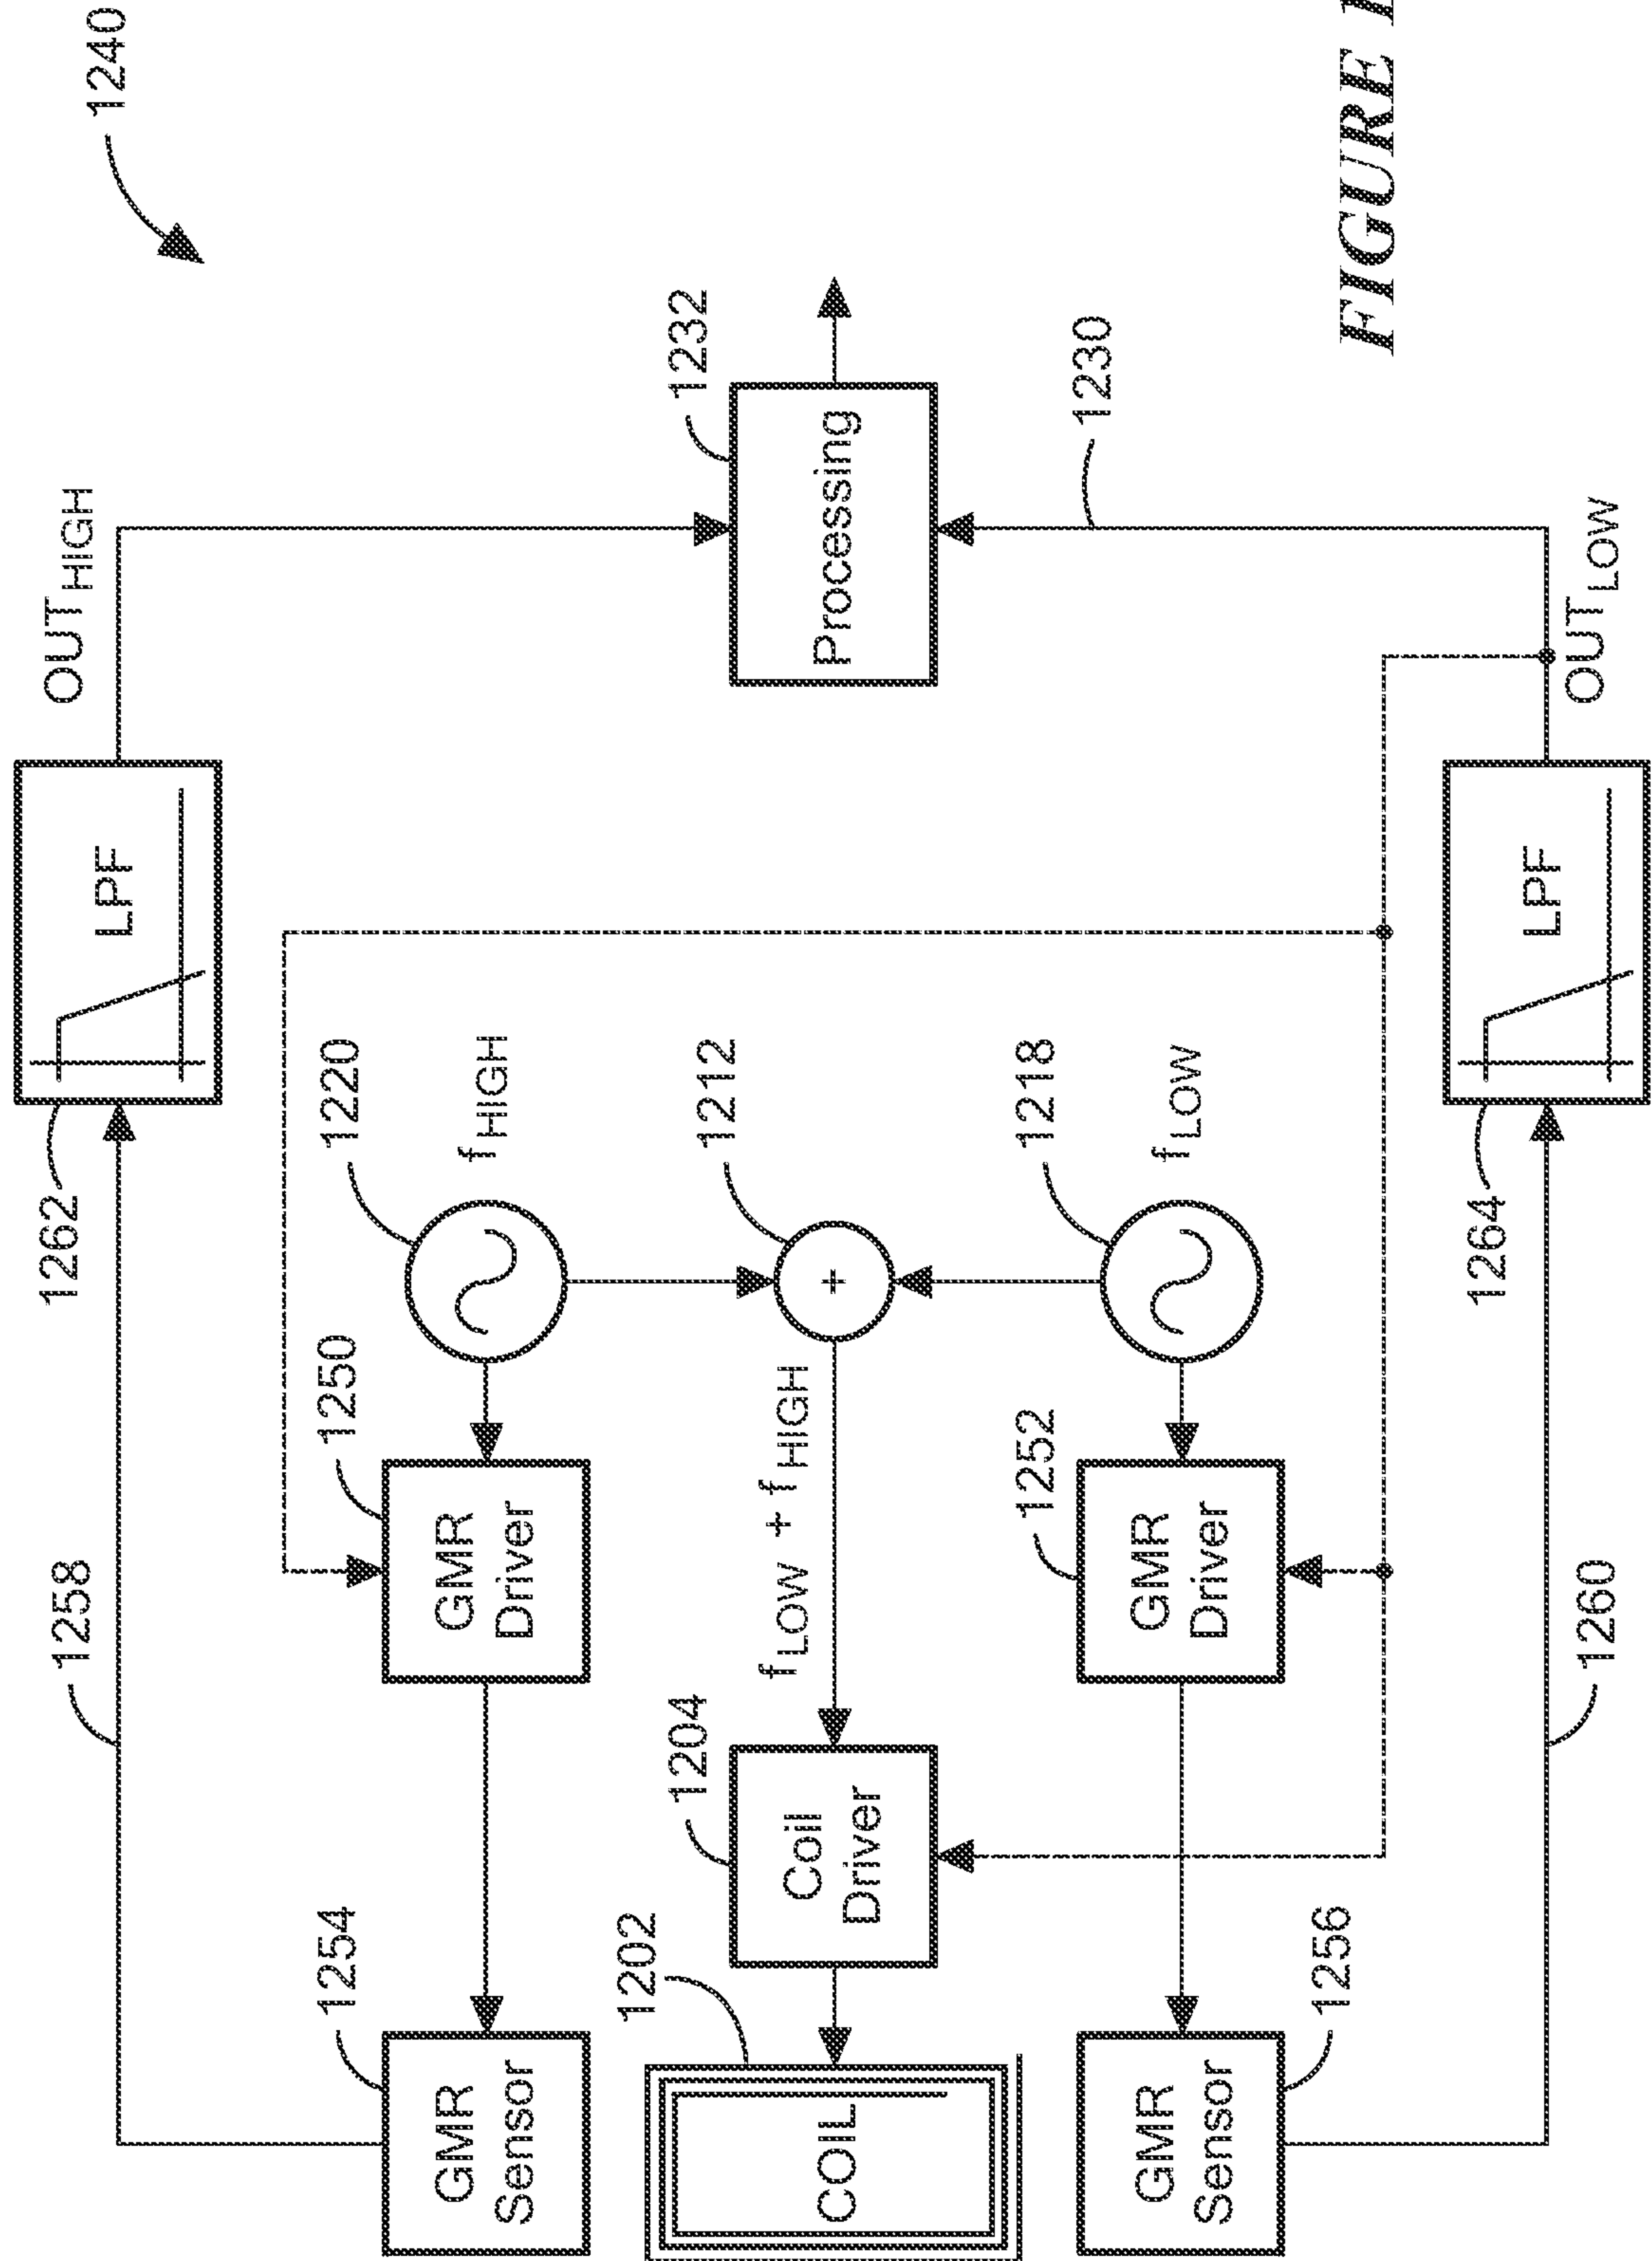 1240
1258
1262
LPF
OUT HIGH
1254
GMR
Sensor
1250
GMR
Driver
1220
f HIGH
1202
COIL
1204
Coil
Driver
f LOW + f HIGH
1212
+
1232
Processing
1256
GMR
Sensor
1252
GMR
Driver
1218
f LOW
1230
1260
1264
LPF
OUT LOW
FIGURE